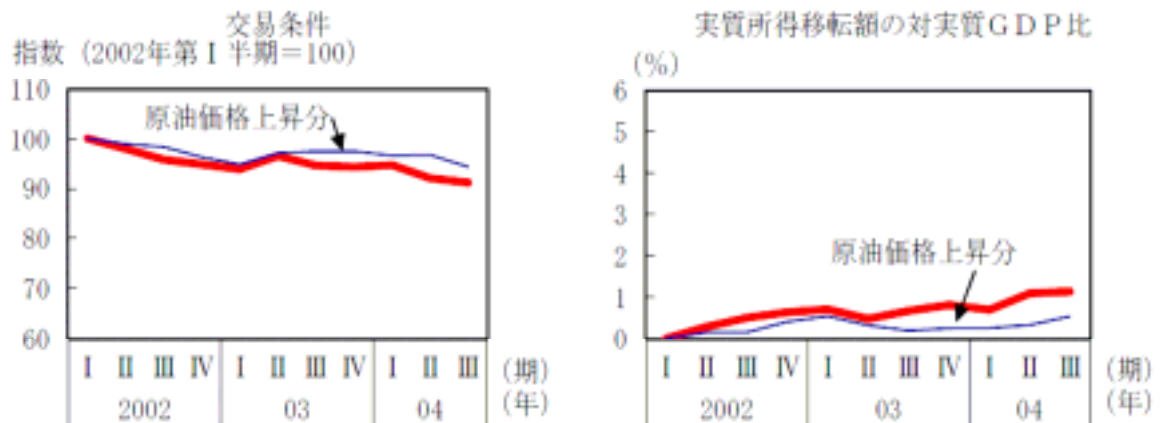 交易条件
指数（2002年第Ⅰ半期＝100）
110
100
90
80
70
60
原油価格上昇分
Ⅰ Ⅱ Ⅲ Ⅳ Ⅰ Ⅱ Ⅲ Ⅳ Ⅰ Ⅱ Ⅲ (期)
2002 03 04 (年)
実質所得移転額の対実質ＧＤＰ比
(%)
6
5
4
3
2
1
0
原油価格上昇分
Ⅰ Ⅱ Ⅲ Ⅳ Ⅰ Ⅱ Ⅲ Ⅳ Ⅰ Ⅱ Ⅲ (期)
2002 03 04 (年)